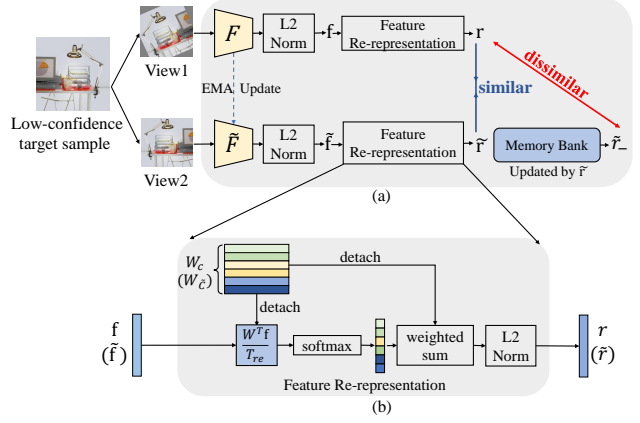 View1
Low-confidence
target sample
View2
F
L2
Norm
f
Feature
Re-representation
r
EMA Update
similar
dissimilar
F̃
L2
Norm
f̃
Feature
Re-representation
r̃
Memory Bank
r̃₋
Updated by r̃
(a)
W_c
(W_c̃)
detach
detach
f
(f̃)
Wᵀf
T_re
softmax
weighted
sum
L2
Norm
r
(r̃)
Feature Re-representation
(b)